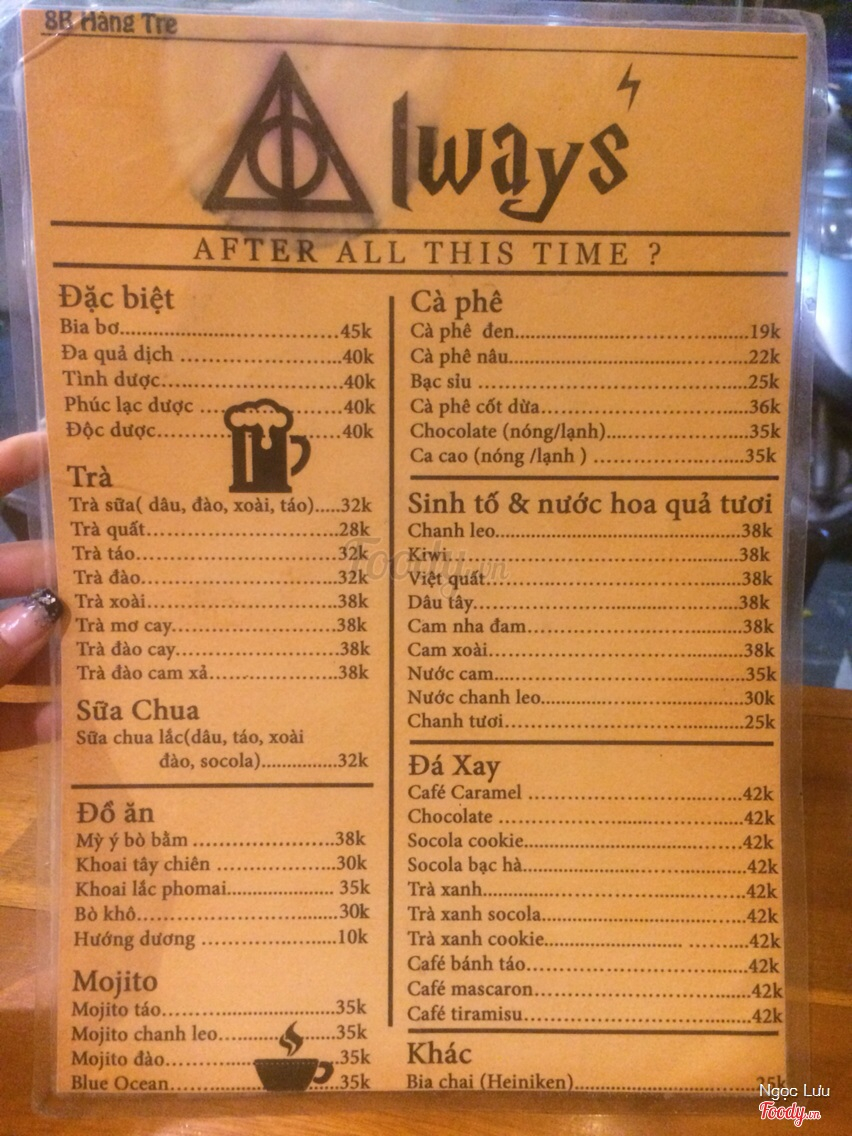 8B Hàng Tre
Always
AFTER ALL THIS TIME ?
Đặc biệt
Bia bơ....................45k
Đa quả dịch ....................40k
Tình dược....................40k
Phúc lạc dược ....................40k
Độc dược....................40k
Trà
Trà sữa( dâu, đào, xoài, táo).....32k
Trà quất....................28k
Trà táo....................32k
Trà đào....................32k
Trà xoài....................38k
Trà mơ cay....................38k
Trà đào cay....................38k
Trà đào cam xả....................38k
Sữa Chua
Sữa chua lắc(dâu, táo, xoài
đào, socola)....................32k
Đồ ăn
Mỳ ý bò bằm ....................38k
Khoai tây chiên ....................30k
Khoai lắc phomai.................... 35k
Bò khô....................30k
Hướng dương ....................10k
Mojito
Mojito táo....................35k
Mojito chanh leo....................35k
Mojito đào....................35k
Blue Ocean....................35k
Cà phê
Cà phê đen....................19k
Cà phê nâu....................22k
Bạc sỉu ....................25k
Cà phê cốt dừa....................36k
Chocolate (nóng/lạnh)....................35k
Ca cao (nóng /lạnh ) ....................35k
Sinh tố & nước hoa quả tươi
Chanh leo....................38k
Kiwi....................38k
Việt quất....................38k
Dâu tây....................38k
Cam nha đam....................38k
Cam xoài....................38k
Nước cam....................35k
Nước chanh leo....................30k
Chanh tươi....................25k
Đá Xay
Café Caramel ....................42k
Chocolate ....................42k
Socola cookie....................42k
Socola bạc hà....................42k
Trà xanh....................42k
Trà xanh socola....................42k
Trà xanh cookie....................42k
Café bánh táo....................42k
Café mascaron....................42k
Café tiramisu....................42k
Khác
Bia chai (Heiniken)....................35k
Foody.vn
Ngọc Lưu
Foody.vn